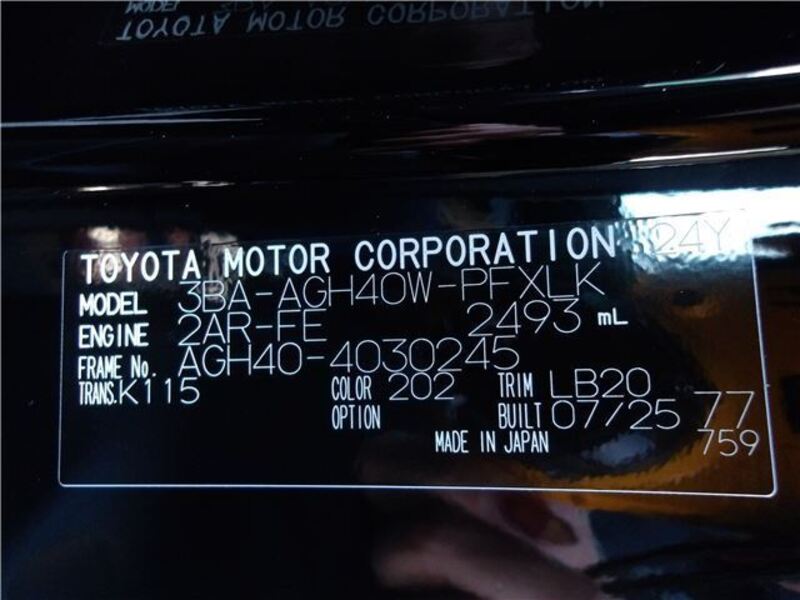 TOYOTA MOTOR CORPORATION 24Y
MODEL 3BA-AGH40W-PFXLK
ENGINE 2AR-FE 2493 mL
FRAME No. AGH40-4030245
TRANS. K115 COLOR 202 TRIM LB20
OPTION BUILT 07/25 77
MADE IN JAPAN 759